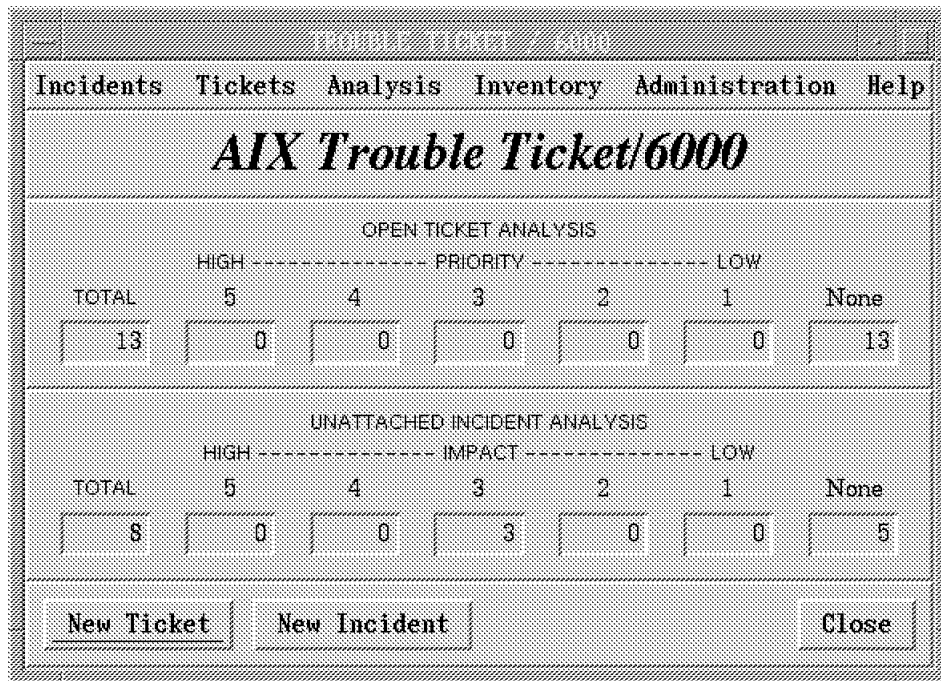 TROUBLE TICKET / 6000
Incidents Tickets Analysis Inventory Administration Help
AIX Trouble Ticket/6000
OPEN TICKET ANALYSIS
HIGH -------------- PRIORITY -------------- LOW
TOTAL 5 4 3 2 1 None
13 0 0 0 0 0 13
UNATTACHED INCIDENT ANALYSIS
HIGH -------------- IMPACT -------------- LOW
TOTAL 5 4 3 2 1 None
8 0 0 3 0 0 5
New Ticket New Incident Close